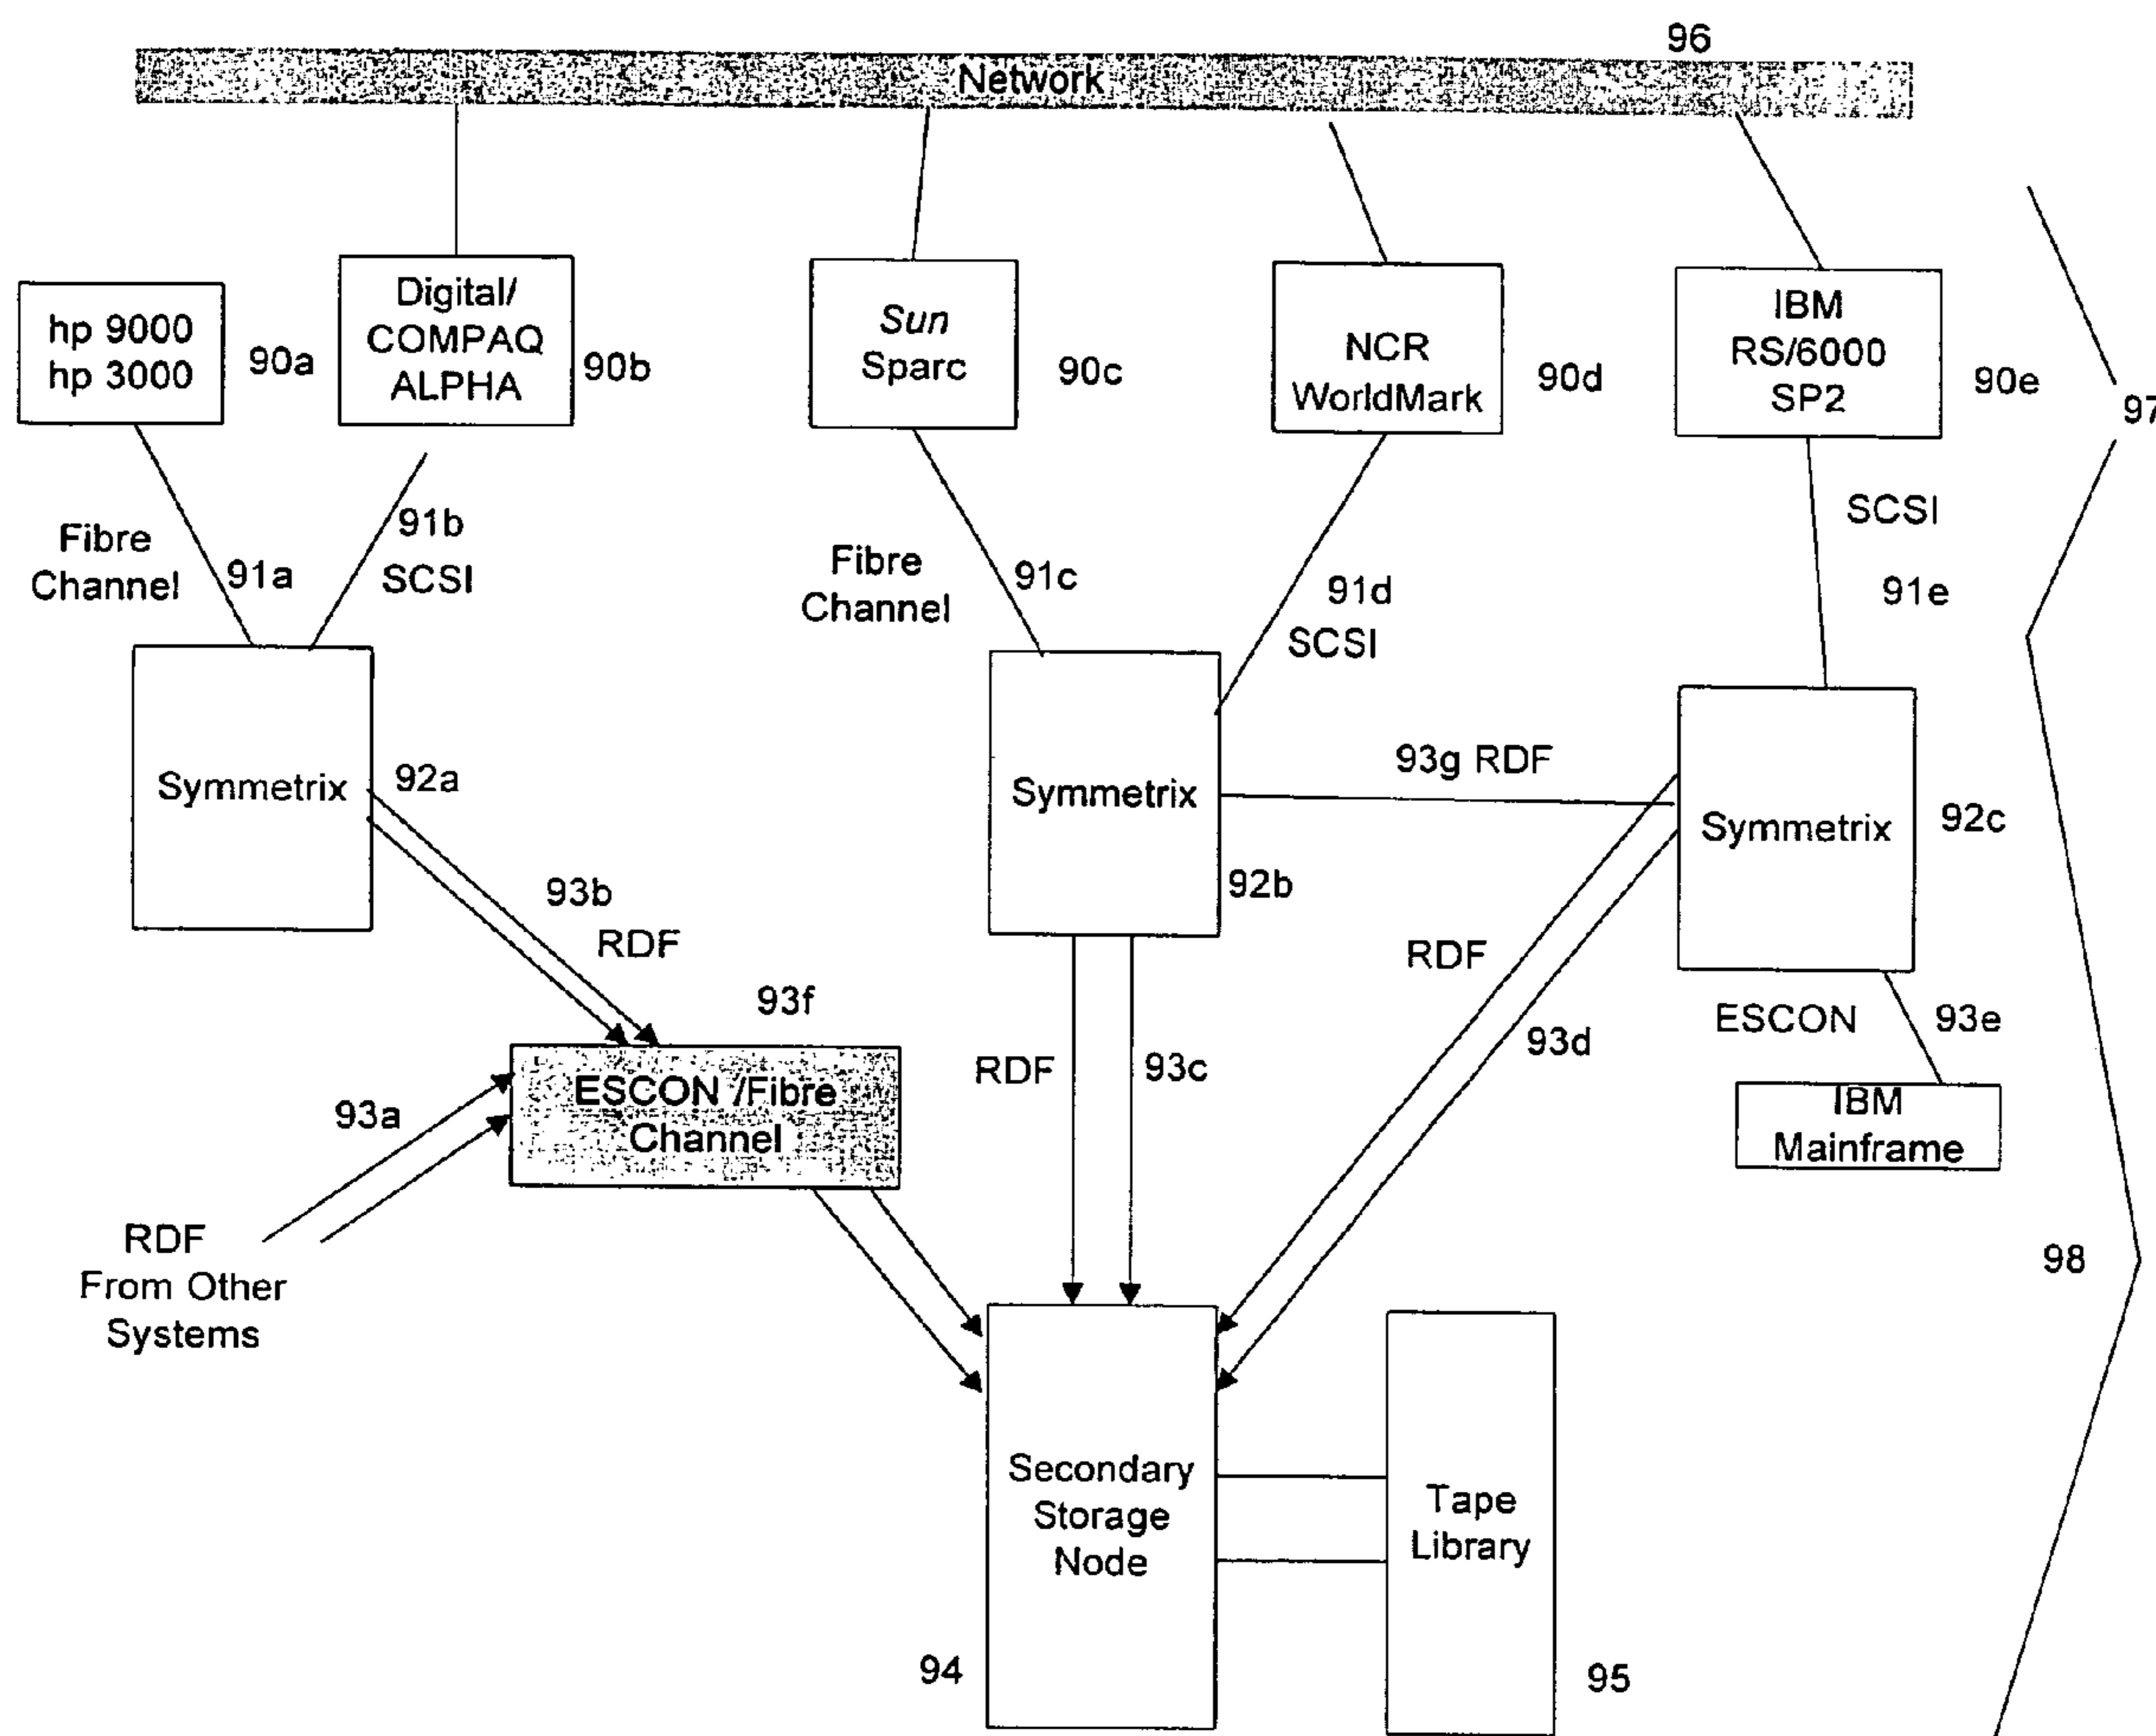 96
Network
hp 9000
hp 3000
90a
Digital/
COMPAQ
ALPHA
90b
Sun
Sparc
90c
NCR
WorldMark
90d
IBM
RS/6000
SP2
90e
97
Fibre
Channel
91a
91b
SCSI
Fibre
Channel
91c
91d
SCSI
SCSI
91e
Symmetrix
92a
Symmetrix
92b
93g RDF
Symmetrix
92c
93b
RDF
93f
ESCON /Fibre
Channel
93a
RDF
From Other
Systems
RDF
93c
RDF
93d
ESCON
93e
IBM
Mainframe
98
Secondary
Storage
Node
94
Tape
Library
95